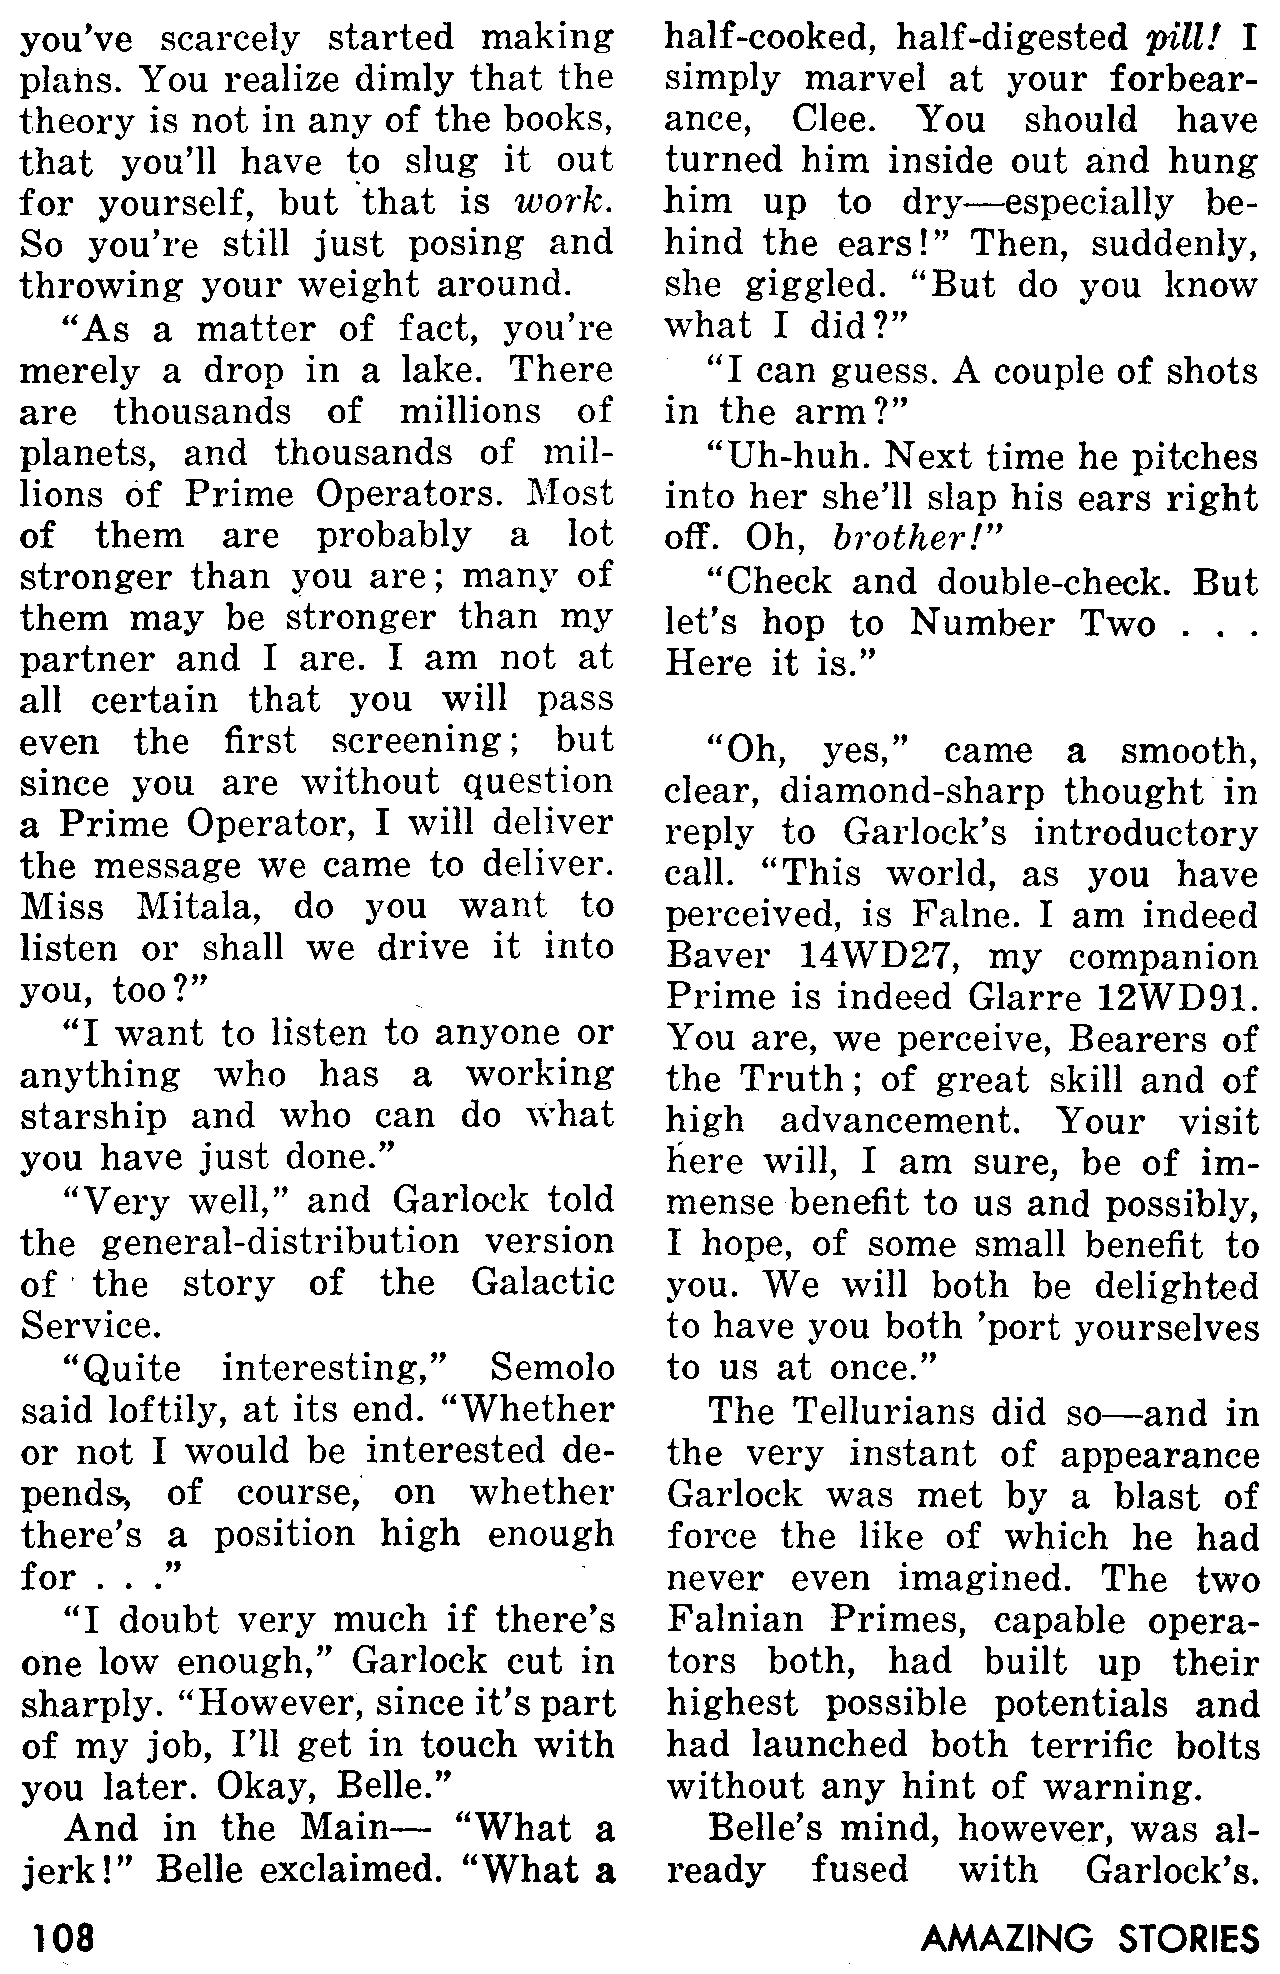 you've scarcely started making
plans. You realize dimly that the
theory is not in any of the books,
that you'll have to slug it out
for yourself, but that is work.
So you're still just posing and
throwing your weight around.
“As a matter of fact, you're
merely a drop in a lake. There
are thousands of millions of
planets, and thousands of mil-
lions of Prime Operators. Most
of them are probably a lot
stronger than you are; many of
them may be stronger than my
partner and I are. I am not at
all certain that you will pass
even the first screening; but
since you are without question
a Prime Operator, I will deliver
the message we came to deliver.
Miss Mitala, do you want to
listen or shall we drive it into
you, too?”
“I want to listen to anyone or
anything who has a working
starship and who can do what
you have just done.”
“Very well,” and Garlock told
the general-distribution version
of the story of the Galactic
Service.
“Quite interesting,” Semolo
said loftily, at its end. “Whether
or not I would be interested de-
pends, of course, on whether
there's a position high enough
for . . .”
“I doubt very much if there's
one low enough,” Garlock cut in
sharply. “However, since it's part
of my job, I'll get in touch with
you later. Okay, Belle.”
And in the Main— “What a
jerk!” Belle exclaimed. “What a
half-cooked, half-digested pill! I
simply marvel at your forbear-
ance, Clee. You should have
turned him inside out and hung
him up to dry—especially be-
hind the ears!” Then, suddenly,
she giggled. “But do you know
what I did?”
“I can guess. A couple of shots
in the arm?”
“Uh-huh. Next time he pitches
into her she'll slap his ears right
off. Oh, brother!”
“Check and double-check. But
let's hop to Number Two . . .
Here it is.”
“Oh, yes,” came a smooth,
clear, diamond-sharp thought in
reply to Garlock's introductory
call. “This world, as you have
perceived, is Falne. I am indeed
Baver 14WD27, my companion
Prime is indeed Glarre 12WD91.
You are, we perceive, Bearers of
the Truth; of great skill and of
high advancement. Your visit
here will, I am sure, be of im-
mense benefit to us and possibly,
I hope, of some small benefit to
you. We will both be delighted
to have you both 'port yourselves
to us at once.”
The Tellurians did so—and in
the very instant of appearance
Garlock was met by a blast of
force the like of which he had
never even imagined. The two
Falnian Primes, capable opera-
tors both, had built up their
highest possible potentials and
had launched both terrific bolts
without any hint of warning.
Belle's mind, however, was al-
ready fused with Garlock's.
108
AMAZING STORIES